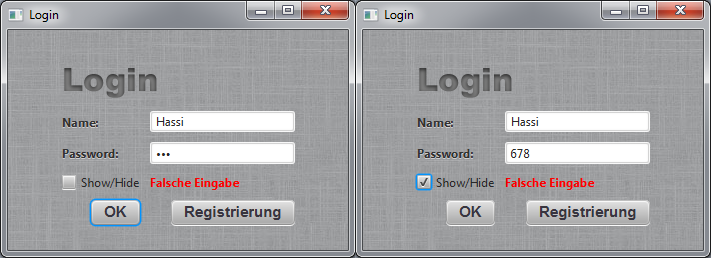 Login
Login
Name: Hassi
Password: •••
Show/Hide Falsche Eingabe
OK Registrierung
Login
Login
Name: Hassi
Password: 678
Show/Hide Falsche Eingabe
OK Registrierung